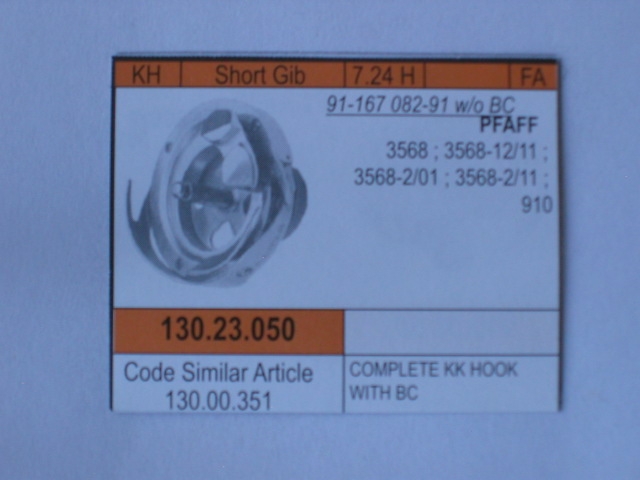 KH Short Gib 7.24 H FA
91-167 082-91 w/o BC
PFAFF
3568 ; 3568-12/11 ;
3568-2/01 ; 3568-2/11 ;
910
130.23.050
Code Similar Article
130.00.351
COMPLETE KK HOOK
WITH BC